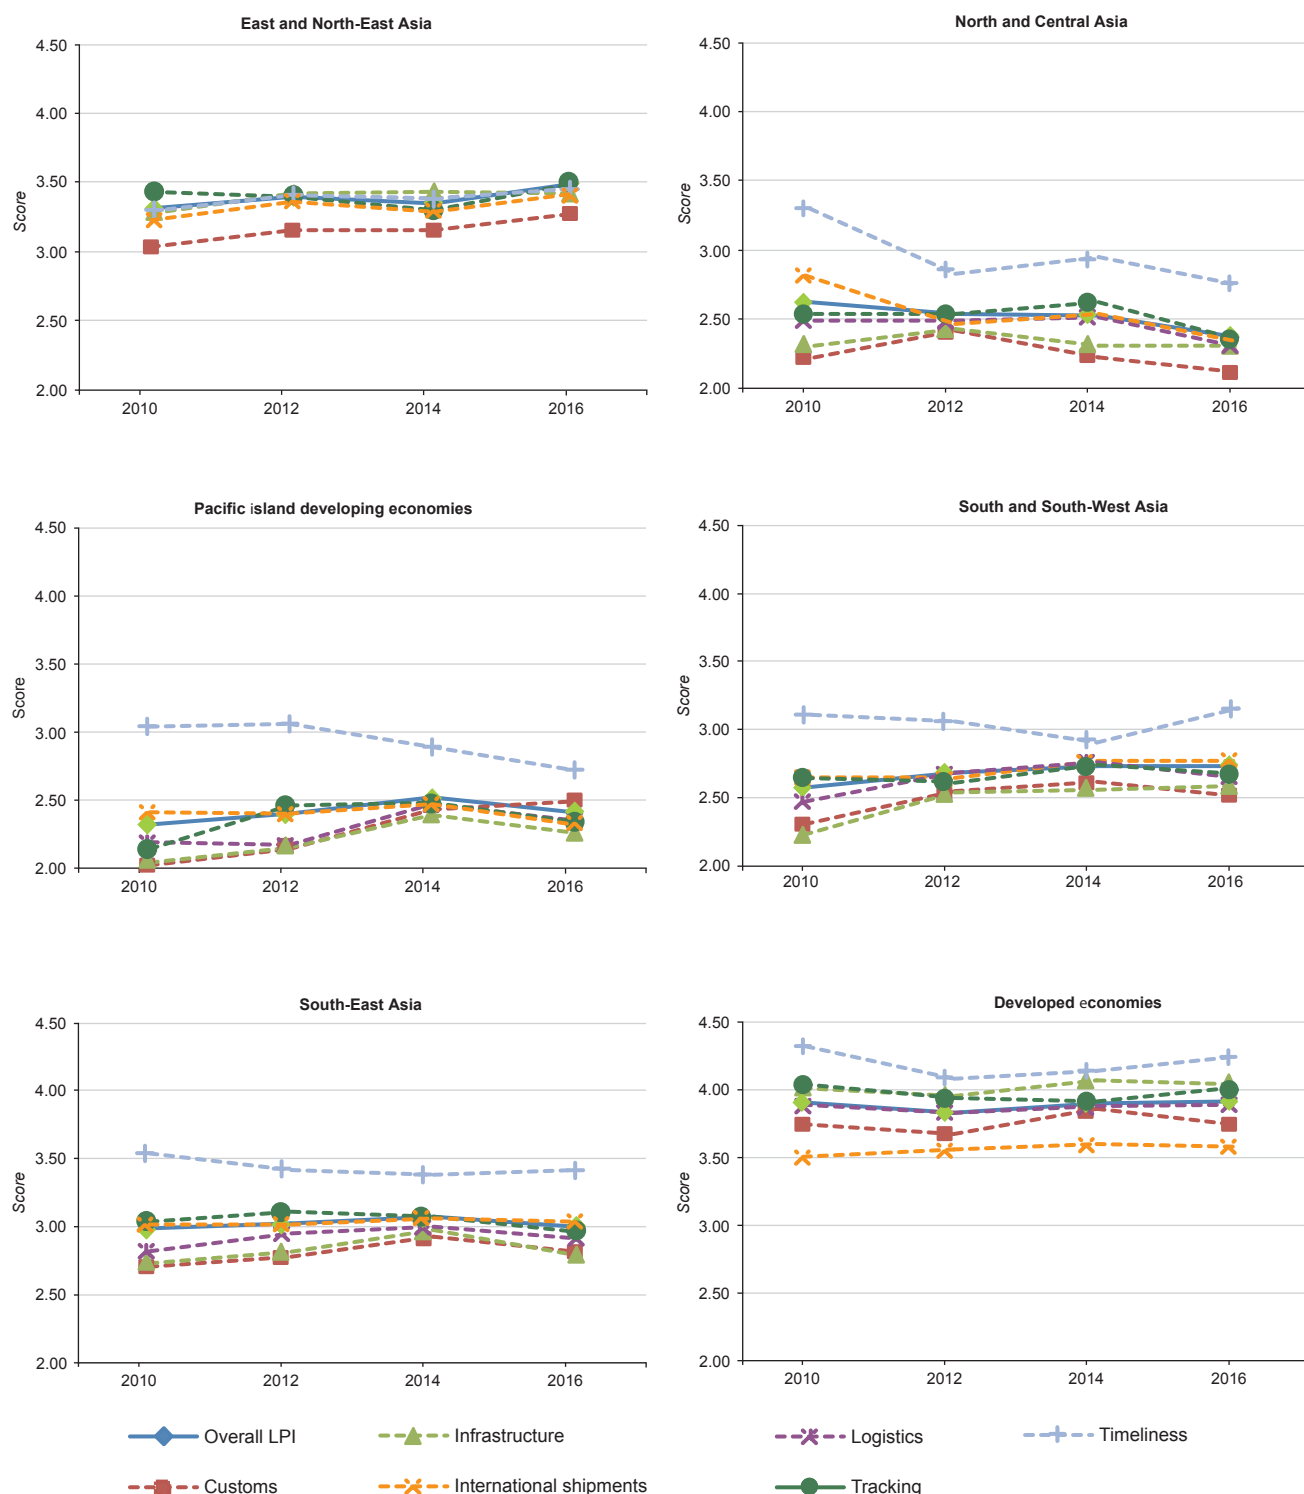 East and North-East Asia
4.50
4.00
3.50
3.00
2.50
2.00
Score
2010 2012 2014 2016
North and Central Asia
4.50
4.00
3.50
3.00
2.50
2.00
Score
2010 2012 2014 2016
Pacific island developing economies
4.50
4.00
3.50
3.00
2.50
2.00
Score
2010 2012 2014 2016
South and South-West Asia
4.50
4.00
3.50
3.00
2.50
2.00
Score
2010 2012 2014 2016
South-East Asia
4.50
4.00
3.50
3.00
2.50
2.00
Score
2010 2012 2014 2016
Developed economies
4.50
4.00
3.50
3.00
2.50
2.00
Score
2010 2012 2014 2016
Overall LPI Infrastructure Logistics Timeliness
Customs International shipments Tracking